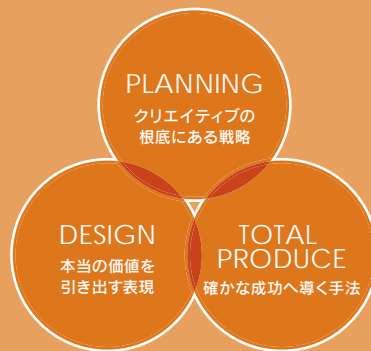 PLANNING
クリエイティブの
根底にある戦略
DESIGN
本当の価値を
引き出す表現
TOTAL
PRODUCE
確かな成功へ導く手法